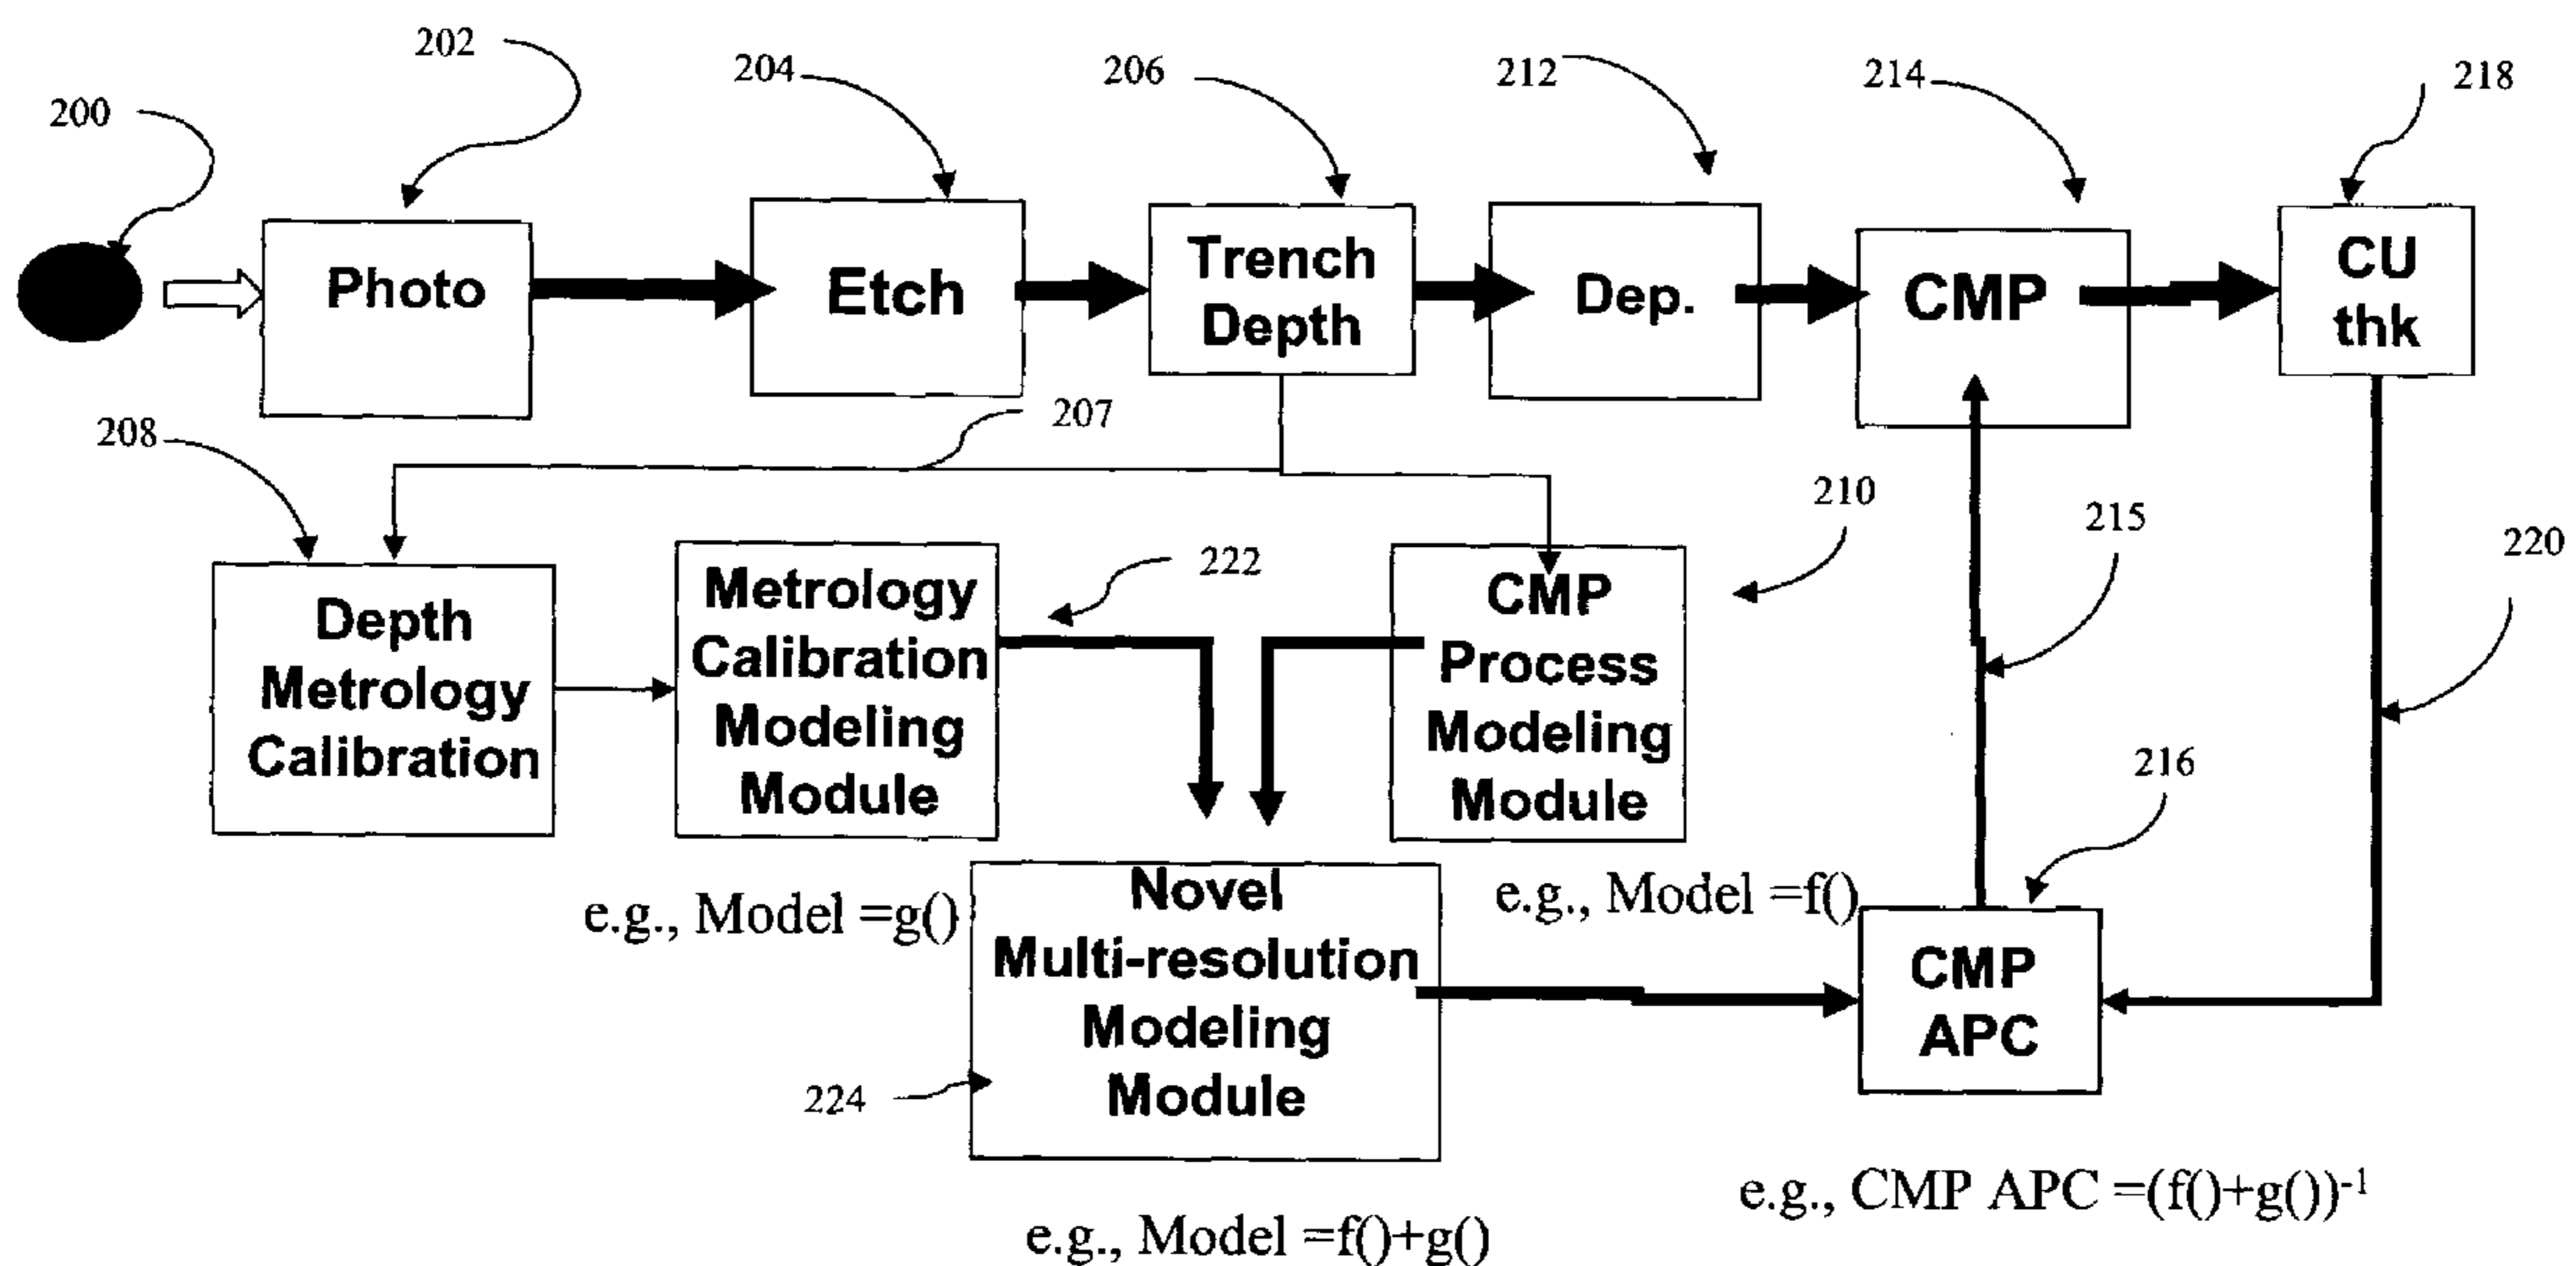 202
204
206
212
214
218
200
Photo
Etch
Trench
Depth
Dep.
CMP
CU
thk
208
207
210
215
220
222
Depth
Metrology
Calibration
Metrology
Calibration
Modeling
Module
CMP
Process
Modeling
Module
216
e.g., Model =g()
Novel
Multi-resolution
Modeling
Module
e.g., Model =f()
CMP
APC
224
e.g., CMP APC =(f()+g())⁻¹
e.g., Model =f()+g()